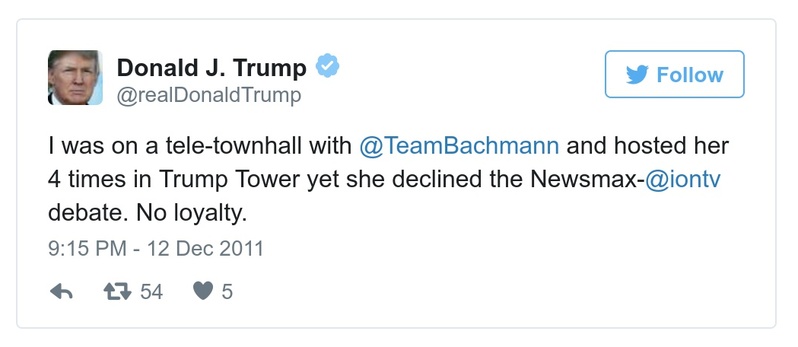 Donald J. Trump
Follow
@realDonaldTrump
I was on a tele-townhall with @TeamBachmann and hosted her
4 times in Trump Tower yet she declined the Newsmax-@iontv
debate. No loyalty.
9:15 PM - 12 Dec 2011
54 5